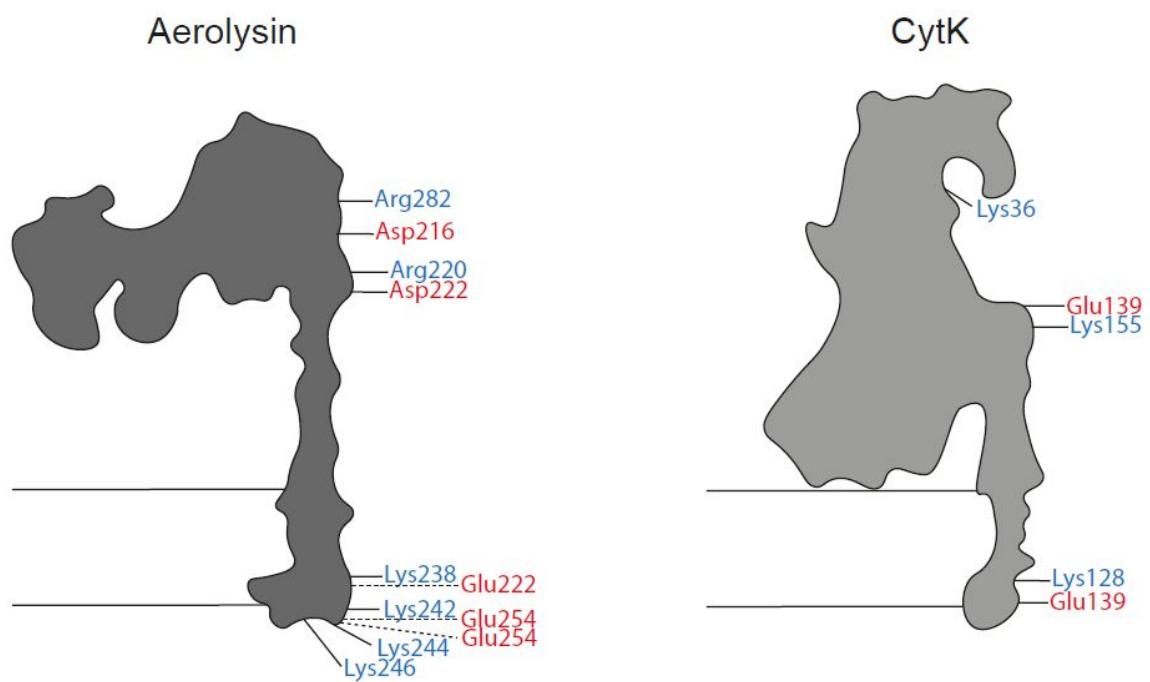 Aerolysin
CytK
Arg282
Asp216
Arg220
Asp222
Lys238
Glu222
Lys242
Glu254
Glu254
Lys244
Lys246
Lys36
Glu139
Lys155
Lys128
Glu139